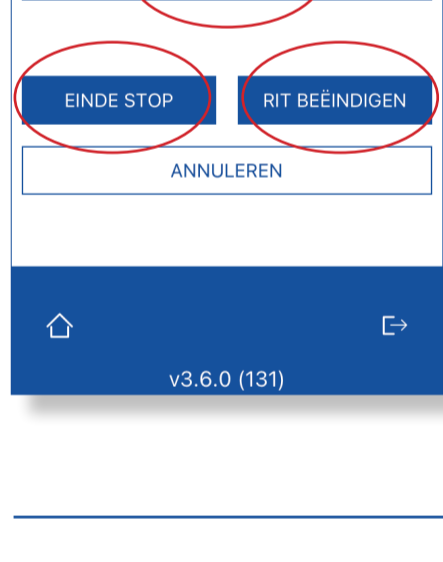 EINDE STOP
RIT BEËINDIGEN
ANNULEREN
v3.6.0 (131)